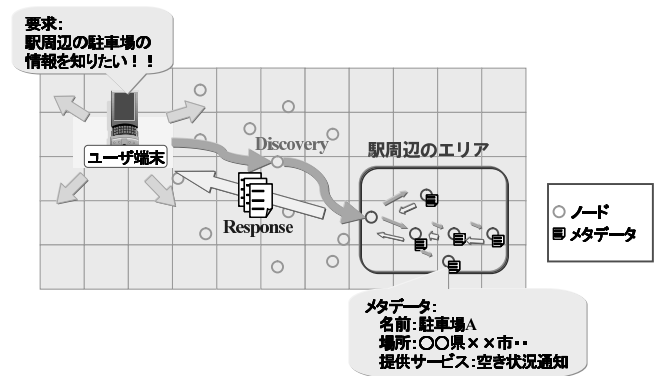 要求:
駅周辺の駐車場の
情報を知りたい！！
ユーザ端末
Discovery
Response
駅周辺のエリア
ノード
メタデータ
メタデータ:
名前:駐車場A
場所:〇〇県××市・・
提供サービス:空き状況通知